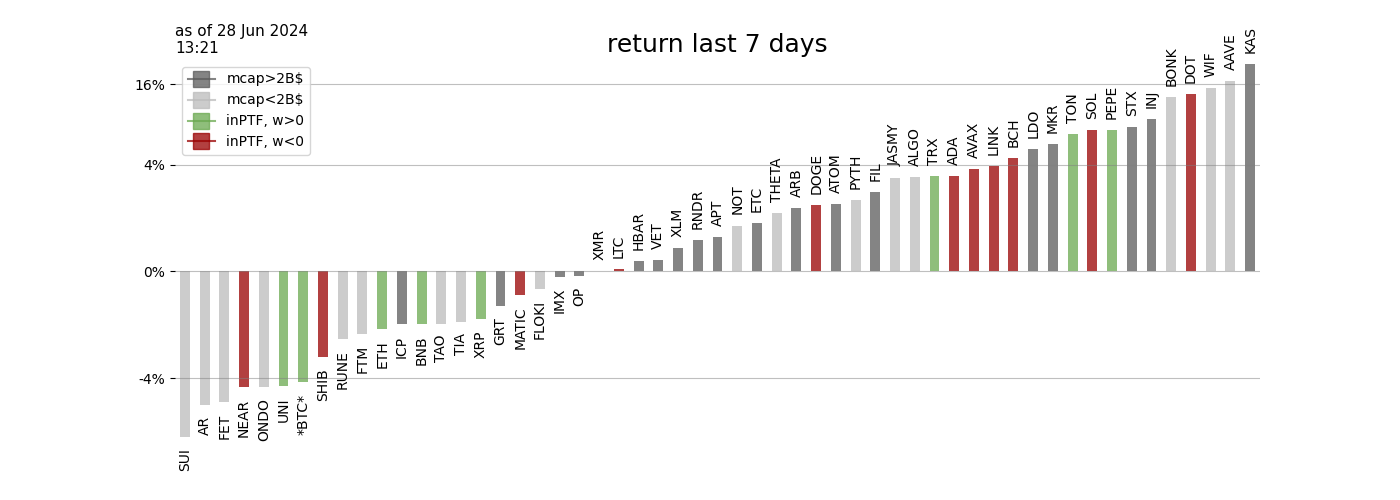 as of 28 Jun 2024
13:21
return last 7 days
mcap>2B$
mcap<2B$
inPTF, w>0
inPTF, w<0
16%
4%
0%
-4%
SUI
AR
FET
NEAR
ONDO
UNI
*BTC*
SHIB
RUNE
FTM
ETH
ICP
BNB
TAO
TIA
XRP
GRT
MATIC
FLOKI
IMX
OP
XMR
LTC
HBAR
VET
XLM
RNDR
APT
NOT
ETC
THETA
ARB
DOGE
ATOM
PYTH
FIL
JASMY
ALGO
TRX
ADA
AVAX
LINK
BCH
LDO
MKR
TON
SOL
PEPE
STX
INJ
BONK
DOT
WIF
AAVE
KAS